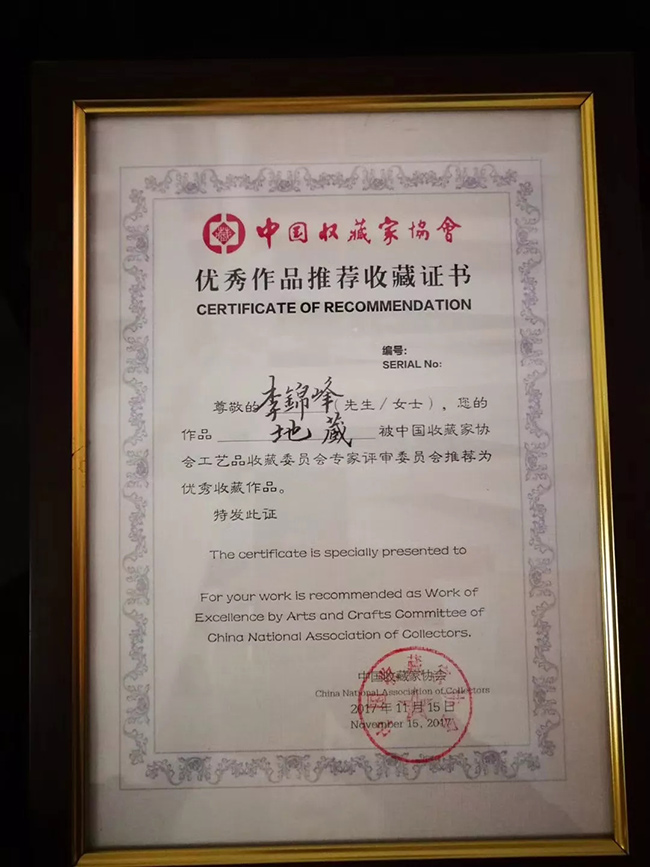 中国收藏家協會
优秀作品推荐收藏证书
CERTIFICATE OF RECOMMENDATION
编号:
SERIAL No:
尊敬的李錦峰(先生/女士),您的
作品 地藏 被中国收藏家协
会工艺品收藏委员会专家评审委员会推荐为
优秀收藏作品。
特发此证
The certificate is specially presented to
For your work is recommended as Work of
Excellence by Arts and Crafts Committee of
China National Association of Collectors.
中国收藏家协会
China National Association of Collectors
2017年11月15日
November 15, 2017